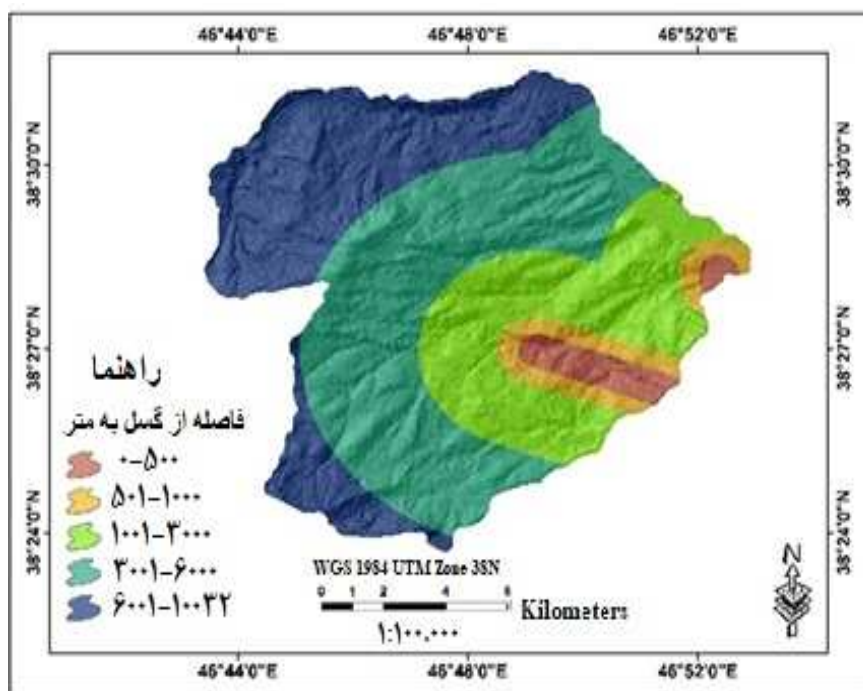 46°44'0"E 46°48'0"E 46°52'0"E
38°30'0"N 38°30'0"N
38°27'0"N 38°27'0"N
38°24'0"N 38°24'0"N
راهنما
فاصله از گسل به متر
۰-۵۰۰
۵۰۱-۱۰۰۰
۱۰۰۱-۳۰۰۰
۳۰۰۱-۶۰۰۰
۶۰۰۱-۱۰۰۳۲
WGS 1984 UTM Zone 38N
0 1 2 4 6 Kilometers
۱:۱۰۰.۰۰۰
N
46°44'0"E 46°48'0"E 46°52'0"E